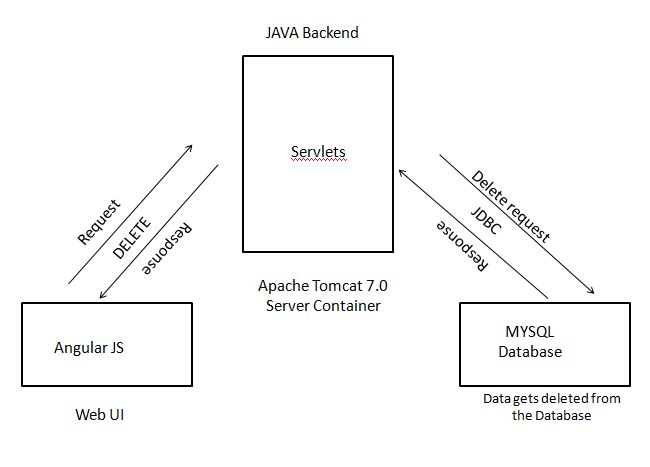 JAVA Backend
Servlets
Request
DELETE
Response
Delete request
JDBC
Response
Apache Tomcat 7.0
Server Container
Angular JS
Web UI
MYSQL
Database
Data gets deleted from
the Database